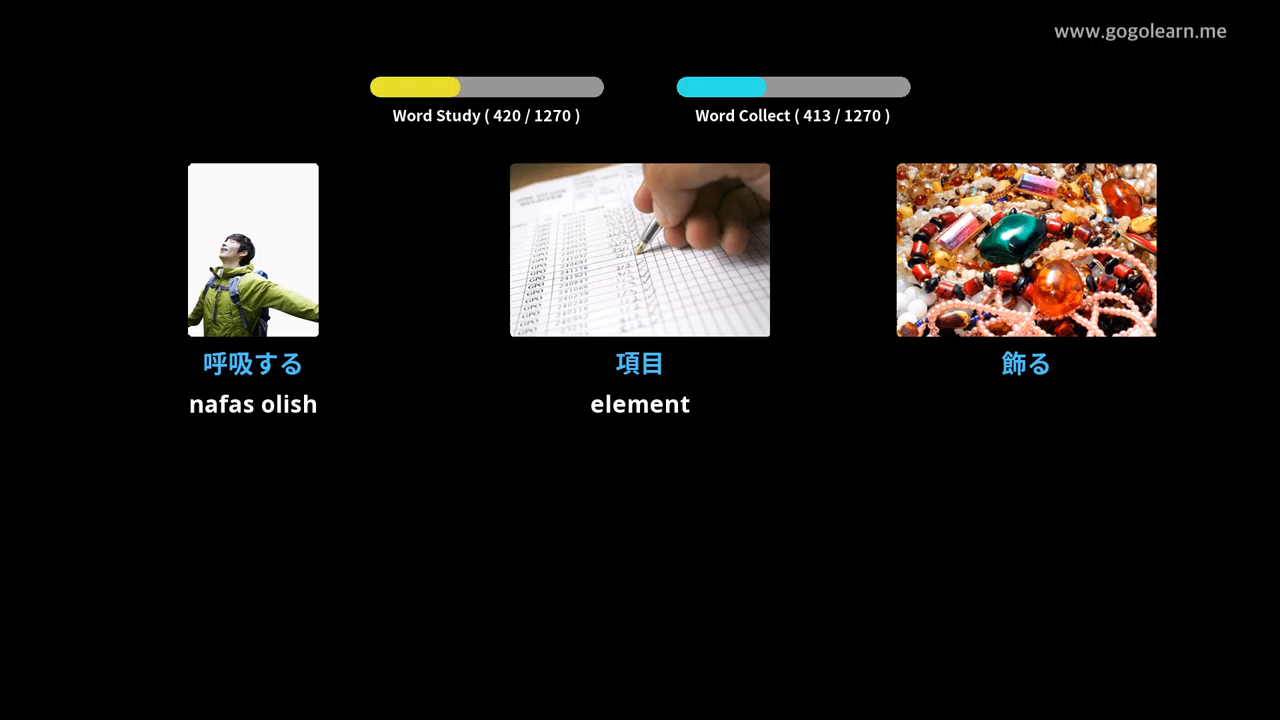 www.gogolearn.me
Word Study ( 420 / 1270 )
Word Collect ( 413 / 1270 )
呼吸する
項目
飾る
nafas olish
element